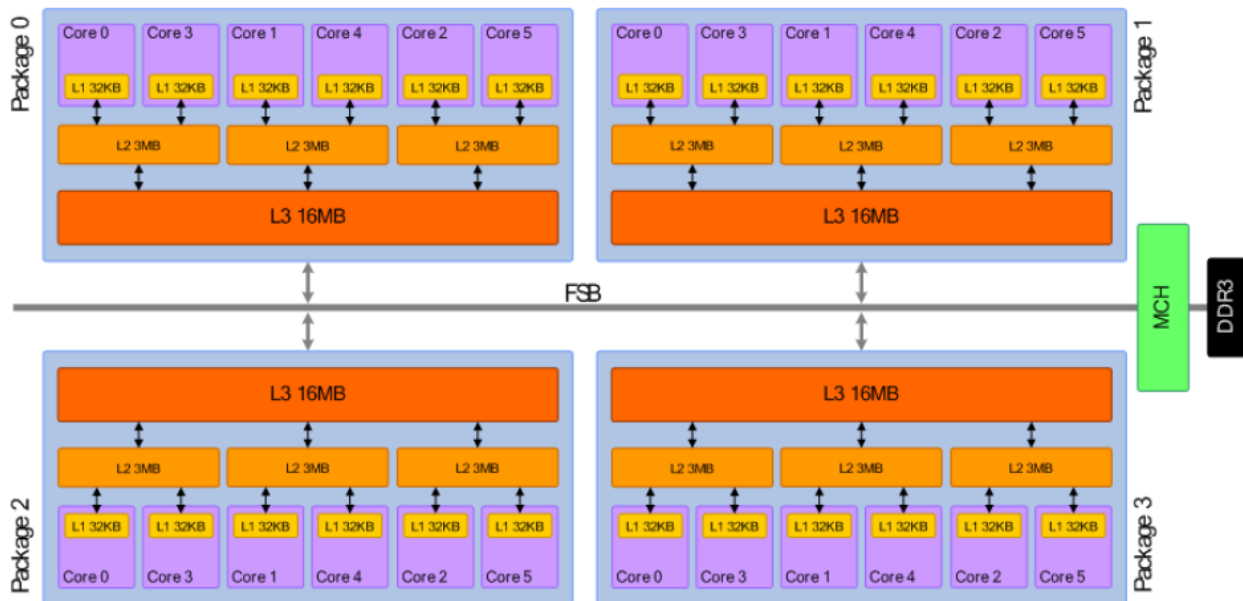 Package 0
Core 0 Core 3 Core 1 Core 4 Core 2 Core 5
L1 32KB L1 32KB L1 32KB L1 32KB L1 32KB L1 32KB
L2 3MB L2 3MB L2 3MB
L3 16MB
Package 1
Core 0 Core 3 Core 1 Core 4 Core 2 Core 5
L1 32KB L1 32KB L1 32KB L1 32KB L1 32KB L1 32KB
L2 3MB L2 3MB L2 3MB
L3 16MB
FSB
MCH
DDR3
Package 2
L3 16MB
L2 3MB L2 3MB L2 3MB
L1 32KB L1 32KB L1 32KB L1 32KB L1 32KB L1 32KB
Core 0 Core 3 Core 1 Core 4 Core 2 Core 5
Package 3
L3 16MB
L2 3MB L2 3MB L2 3MB
L1 32KB L1 32KB L1 32KB L1 32KB L1 32KB L1 32KB
Core 0 Core 3 Core 1 Core 4 Core 2 Core 5